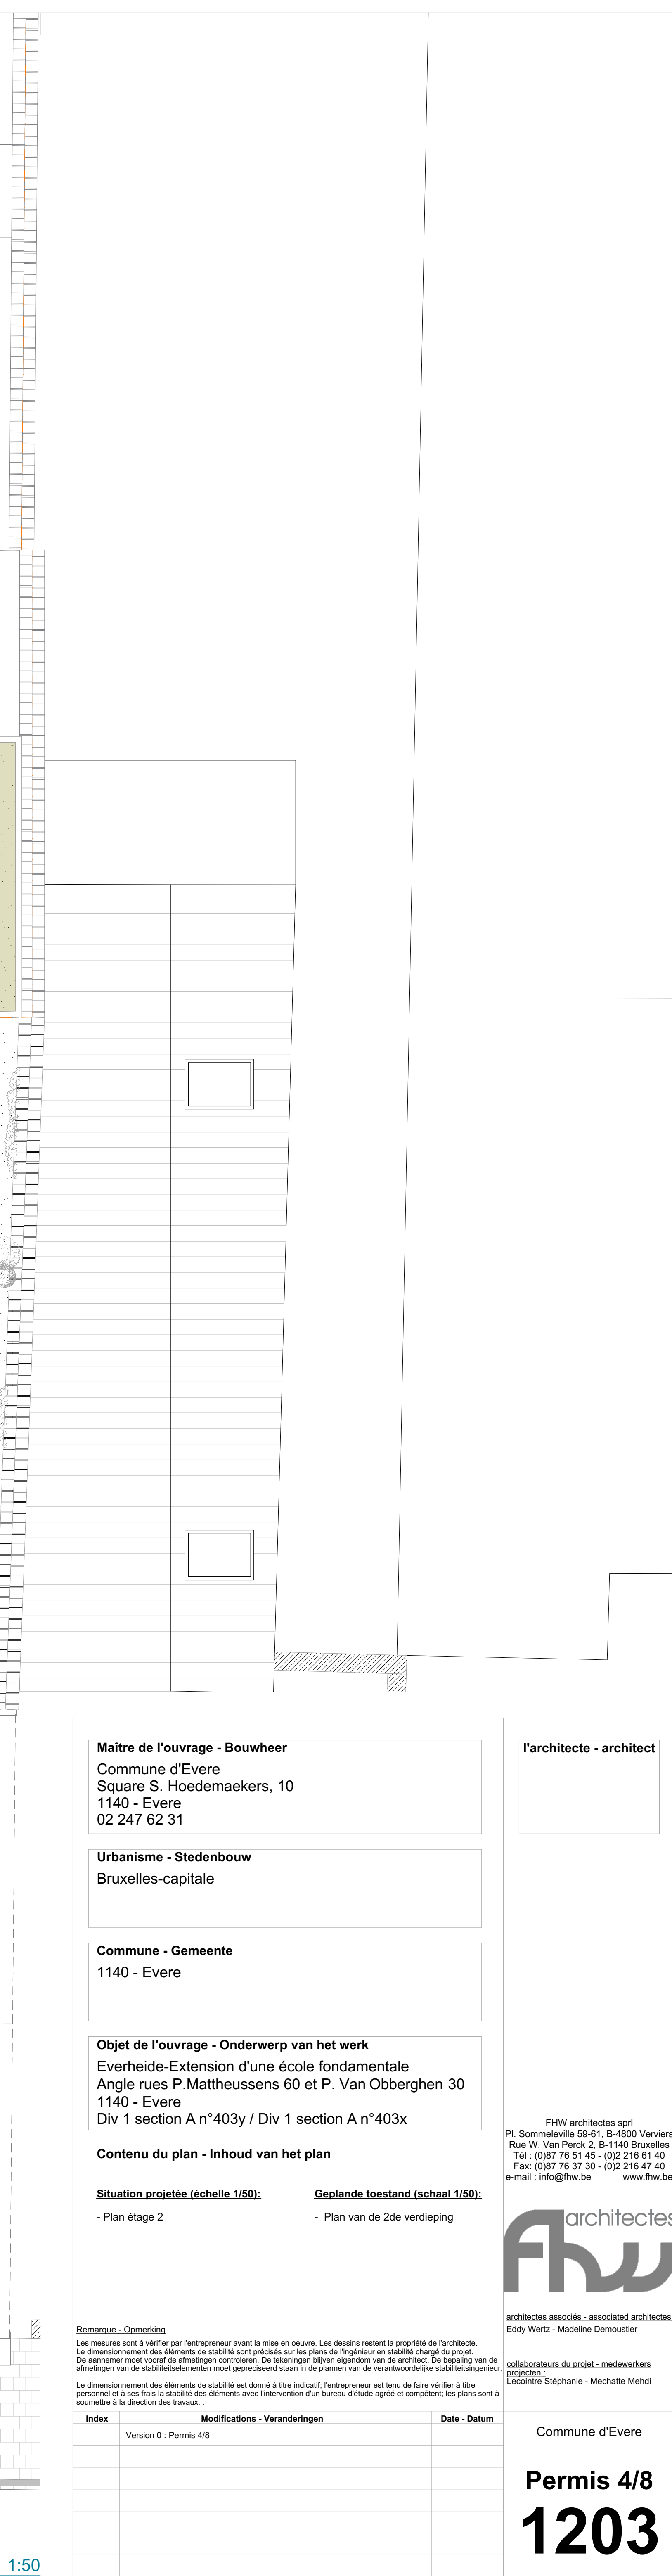 Maître de l'ouvrage - Bouwheer
Commune d'Evere
Square S. Hoedemaekers, 10
1140 - Evere
02 247 62 31
l'architecte - architect
Urbanisme - Stedenbouw
Bruxelles-capitale
Commune - Gemeente
1140 - Evere
Objet de l'ouvrage - Onderwerp van het werk
Everheide-Extension d'une école fondamentale
Angle rues P.Mattheussens 60 et P. Van Obberghen 30
1140 - Evere
Div 1 section A n°403y / Div 1 section A n°403x
Contenu du plan - Inhoud van het plan
Situation projetée (échelle 1/50):
- Plan étage 2
Geplande toestand (schaal 1/50):
- Plan van de 2de verdieping
FHW architectes sprl
Pl. Sommeleville 59-61, B-4800 Verviers
Rue W. Van Perck 2, B-1140 Bruxelles
Tél : (0)87 76 51 45 - (0)2 216 61 40
Fax: (0)87 76 37 30 - (0)2 216 47 40
e-mail : info@fhw.be www.fhw.be
architectes
fhw
architectes associés - associated architectes
Eddy Wertz - Madeline Demoustier
collaborateurs du projet - medewerkers
projecten :
Lecointre Stéphanie - Mechatte Mehdi
Remarque - Opmerking
Les mesures sont à vérifier par l'entrepreneur avant la mise en oeuvre. Les dessins restent la propriété de l'architecte.
Le dimensionnement des éléments de stabilité sont précisés sur les plans de l'ingénieur en stabilité chargé du projet.
De aannemer moet vooraf de afmetingen controleren. De tekeningen blijven eigendom van de architect. De bepaling van de
afmetingen van de stabiliteitselementen moet gepreciseerd staan in de plannen van de verantwoordelijke stabiliteitsingenieur.
Le dimensionnement des éléments de stabilité est donné à titre indicatif; l'entrepreneur est tenu de faire vérifier à titre
personnel et à ses frais la stabilité des éléments avec l'intervention d'un bureau d'étude agréé et compétent; les plans sont à
soumettre à la direction des travaux. .
Index Modifications - Veranderingen Date - Datum
Version 0 : Permis 4/8
Commune d'Evere
Permis 4/8
1203
1:50